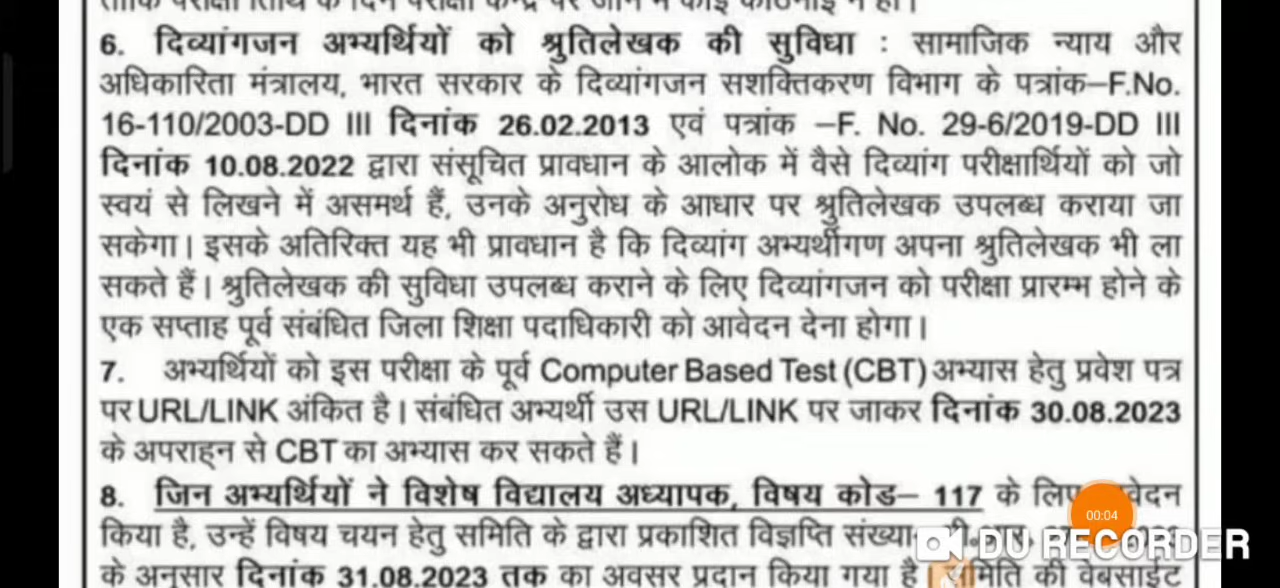 ताकि परीक्षा तिथि के दिन परीक्षा केन्द्र पर जाने में कोई कठिनाई न हो।
6. दिव्यांगजन अभ्यर्थियों को श्रुतिलेखक की सुविधा : सामाजिक न्याय और
अधिकारिता मंत्रालय, भारत सरकार के दिव्यांगजन सशक्तिकरण विभाग के पत्रांक–F.No.
16-110/2003-DD III दिनांक 26.02.2013 एवं पत्रांक –F. No. 29-6/2019-DD III
दिनांक 10.08.2022 द्वारा संसूचित प्रावधान के आलोक में वैसे दिव्यांग परीक्षार्थियों को जो
स्वयं से लिखने में असमर्थ हैं, उनके अनुरोध के आधार पर श्रुतिलेखक उपलब्ध कराया जा
सकेगा। इसके अतिरिक्त यह भी प्रावधान है कि दिव्यांग अभ्यर्थीगण अपना श्रुतिलेखक भी ला
सकते हैं। श्रुतिलेखक की सुविधा उपलब्ध कराने के लिए दिव्यांगजन को परीक्षा प्रारम्भ होने के
एक सप्ताह पूर्व संबंधित जिला शिक्षा पदाधिकारी को आवेदन देना होगा।
7. अभ्यर्थियों को इस परीक्षा के पूर्व Computer Based Test (CBT) अभ्यास हेतु प्रवेश पत्र
पर URL/LINK अंकित है। संबंधित अभ्यर्थी उस URL/LINK पर जाकर दिनांक 30.08.2023
के अपराह्न से CBT का अभ्यास कर सकते हैं।
8. जिन अभ्यर्थियों ने विशेष विद्यालय अध्यापक, विषय कोड– 117 के लिए
किया है, उन्हें विषय चयन हेतु समिति के द्वारा प्रकाशित विज्ञप्ति संख्या
के अनुसार दिनांक 31.08.2023 तक का अवसर प्रदान किया गया है वेबसाईट
00:04
DU RECORDER